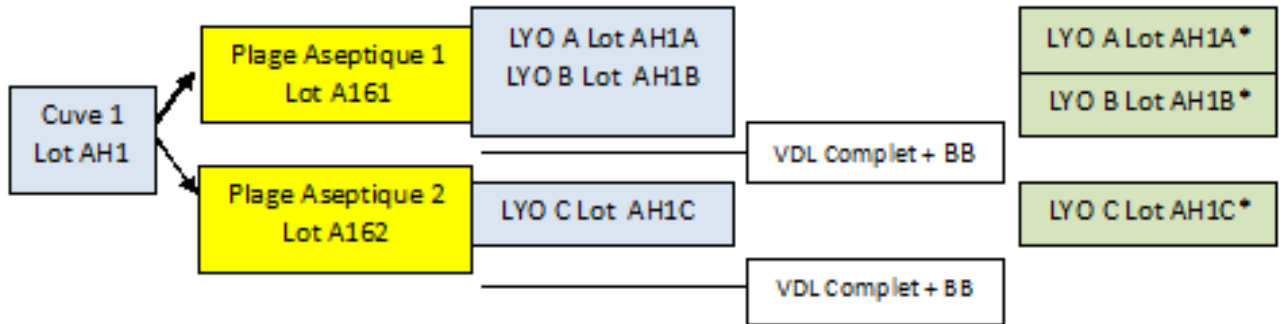 Cuve 1
Lot AH1
Plage Aseptique 1
Lot A161
LYO A Lot AH1A
LYO B Lot AH1B
LYO A Lot AH1A*
LYO B Lot AH1B*
VDL Complet + BB
Plage Aseptique 2
Lot A162
LYO C Lot AH1C
LYO C Lot AH1C*
VDL Complet + BB